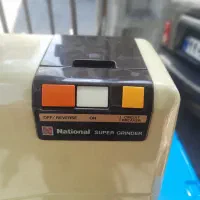 OFF/REVERSE ON
National SUPER GRINDER